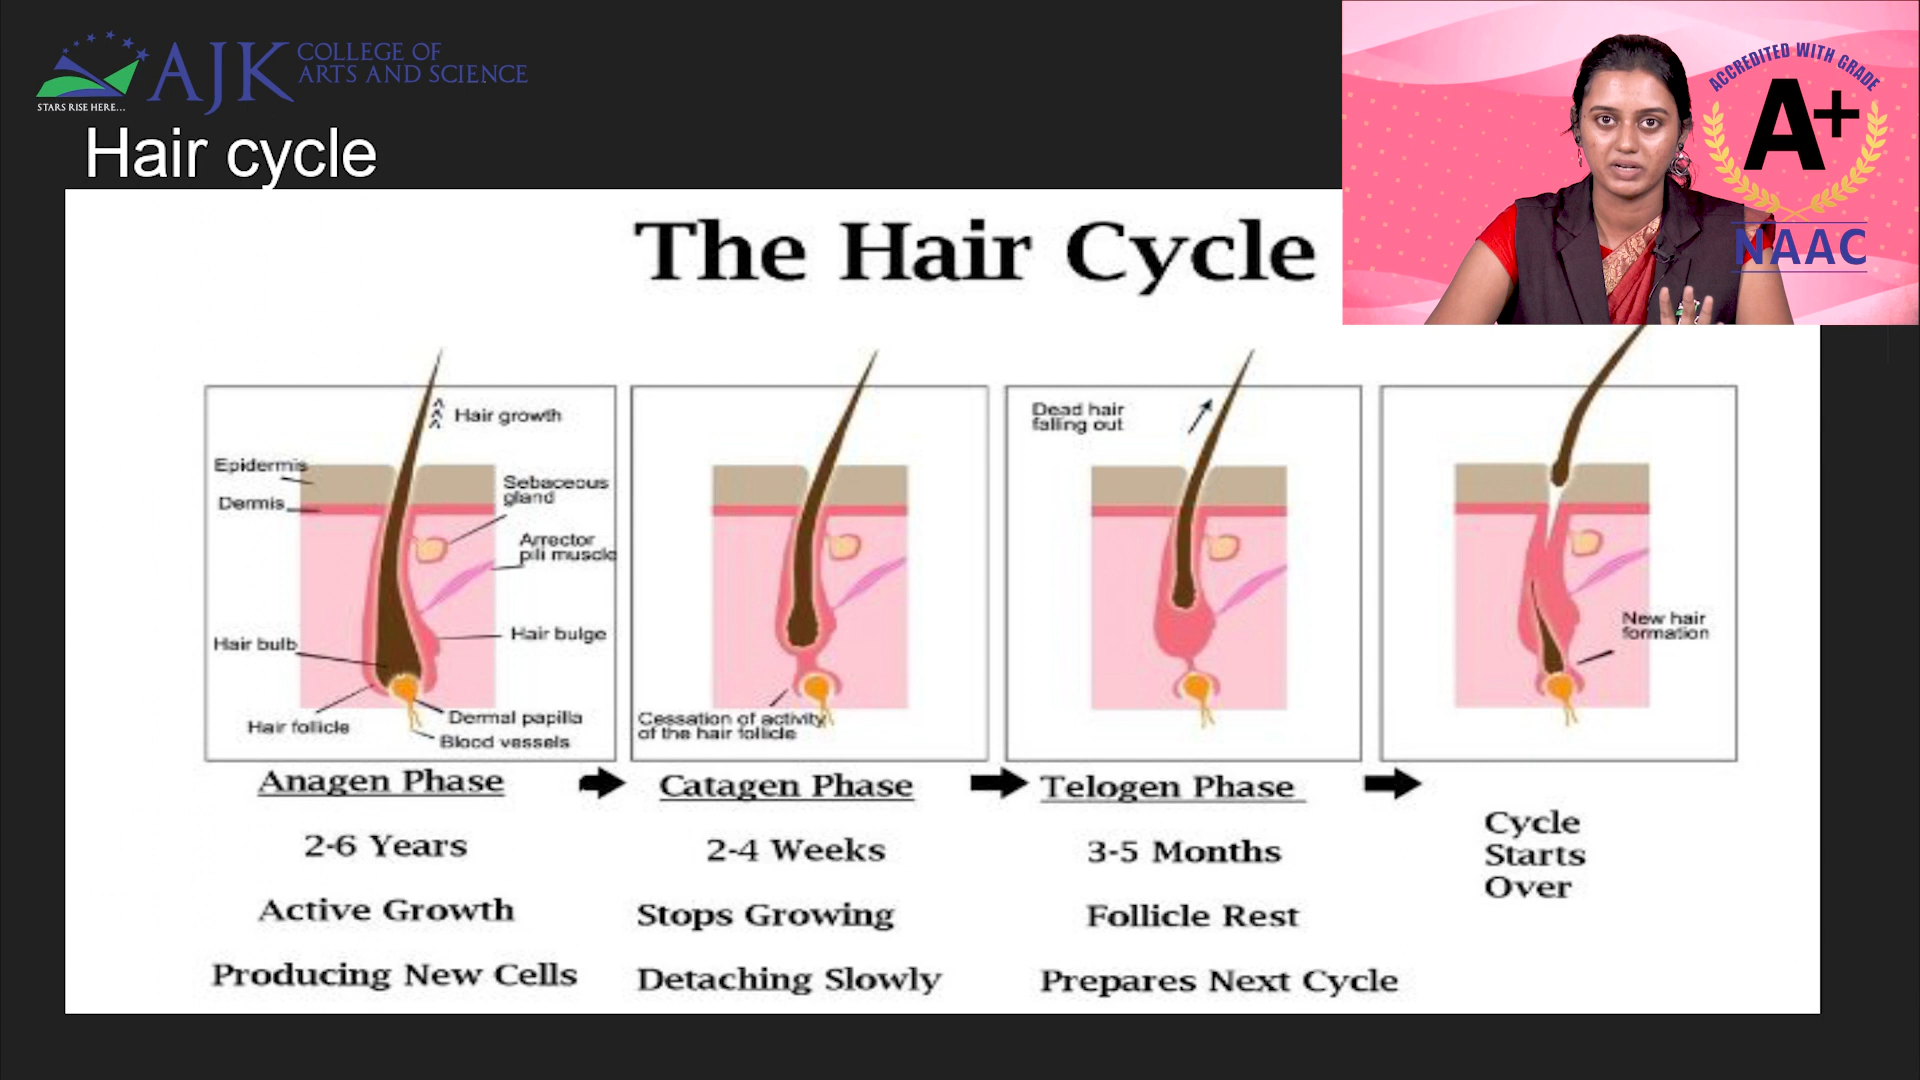 AJK COLLEGE OF
ARTS AND SCIENCE
STARS RISE HERE...
ACCREDITED WITH GRADE
A+
NAAC
Hair cycle
The Hair Cycle
Hair growth
Epidermis
Dermis
Sebaceous
gland
Arrector
pili muscle
Hair bulb
Hair bulge
Hair follicle
Dermal papilla
Blood vessels
Cessation of activity
of the hair follicle
Dead hair
falling out
New hair
formation
Anagen Phase
2-6 Years
Active Growth
Producing New Cells
Catagen Phase
2-4 Weeks
Stops Growing
Detaching Slowly
Telogen Phase
3-5 Months
Follicle Rest
Prepares Next Cycle
Cycle
Starts
Over